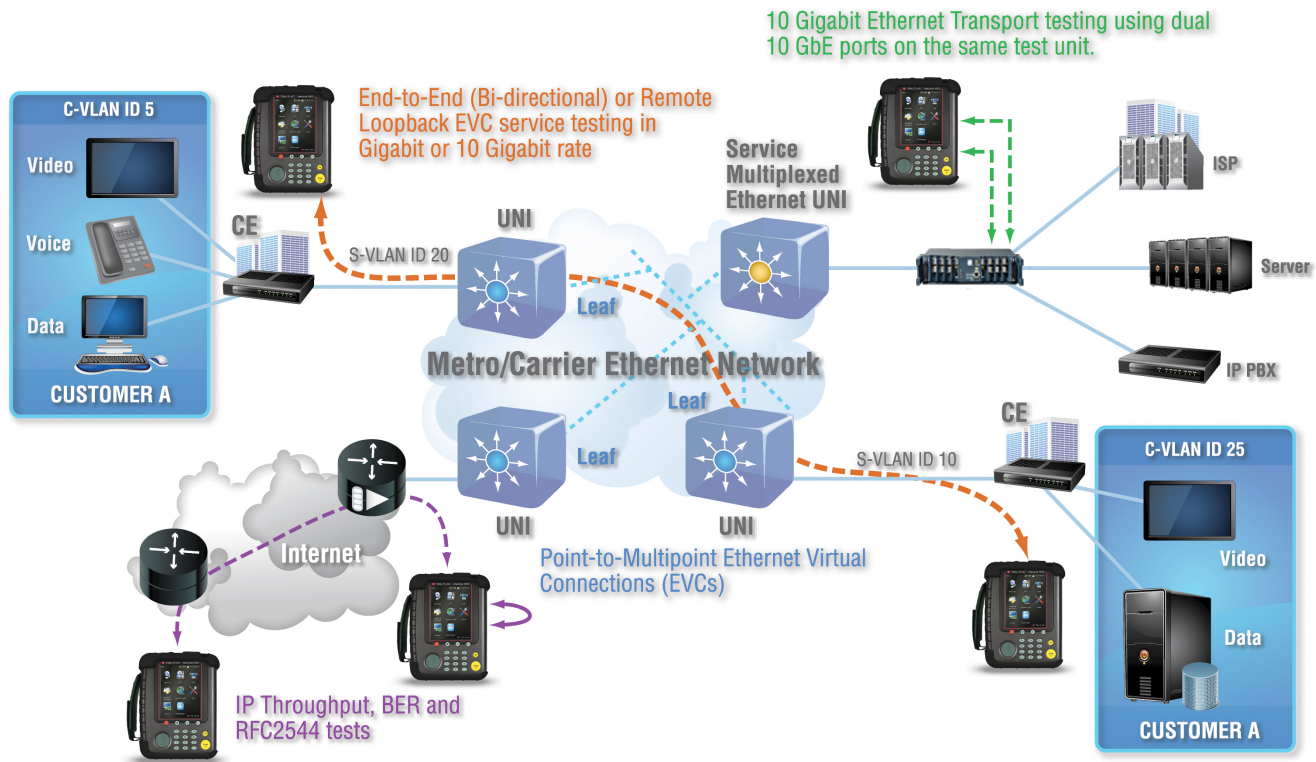 10 Gigabit Ethernet Transport testing using dual
10 GbE ports on the same test unit.
C-VLAN ID 5
Video
Voice
Data
CUSTOMER A
End-to-End (Bi-directional) or Remote
Loopback EVC service testing in
Gigabit or 10 Gigabit rate
CE
S-VLAN ID 20
UNI
Service
Multiplexed
Ethernet UNI
ISP
Server
IP PBX
Leaf
Metro/Carrier Ethernet Network
Leaf
Leaf
UNI
UNI
S-VLAN ID 10
CE
C-VLAN ID 25
Video
Data
CUSTOMER A
Internet
Point-to-Multipoint Ethernet Virtual
Connections (EVCs)
IP Throughput, BER and
RFC2544 tests